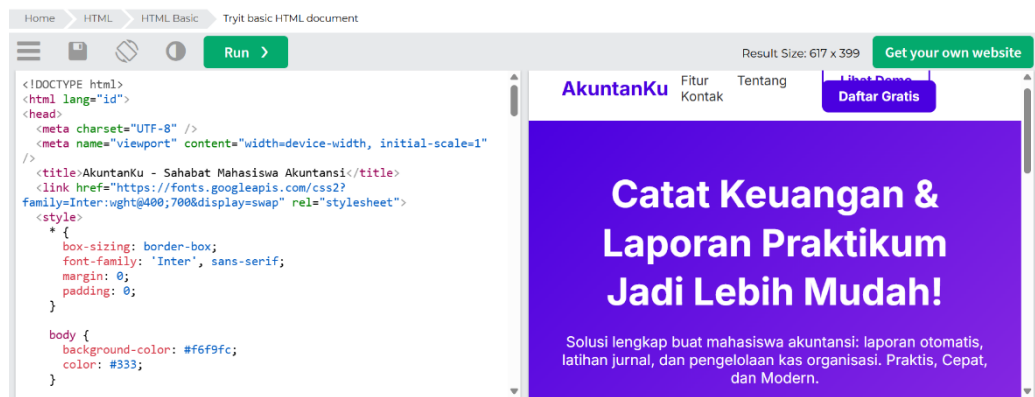 Home HTML HTML Basic Tryit basic HTML document
Run ❯ Result Size: 617 x 399 Get your own website
<!DOCTYPE html>
<html lang="id">
<head>
<meta charset="UTF-8" />
<meta name="viewport" content="width=device-width, initial-scale=1"
/>
<title>AkuntanKu - Sahabat Mahasiswa Akuntansi</title>
<link href="https://fonts.googleapis.com/css2?
family=Inter:wght@400;700&display=swap" rel="stylesheet">
<style>
* {
box-sizing: border-box;
font-family: 'Inter', sans-serif;
margin: 0;
padding: 0;
}
body {
background-color: #f6f9fc;
color: #333;
}
AkuntanKu
Fitur Tentang
Kontak
Lihat Demo
Daftar Gratis
Catat Keuangan &
Laporan Praktikum
Jadi Lebih Mudah!
Solusi lengkap buat mahasiswa akuntansi: laporan otomatis,
latihan jurnal, dan pengelolaan kas organisasi. Praktis, Cepat,
dan Modern.